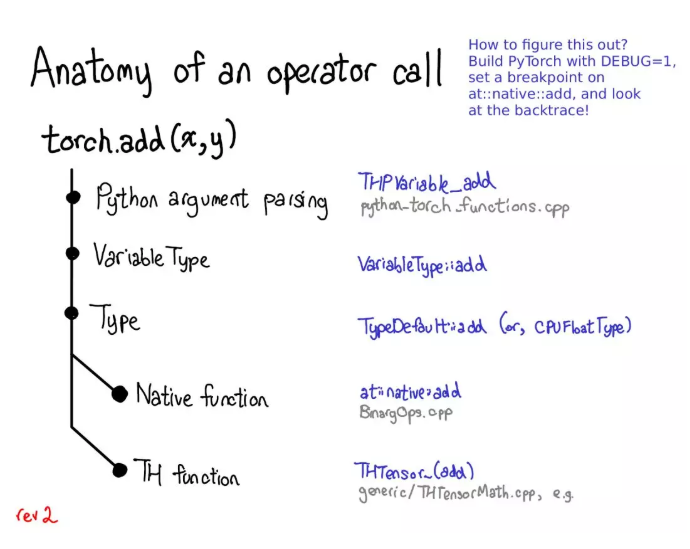 Anatomy of an operator call
How to figure this out?
Build PyTorch with DEBUG=1,
set a breakpoint on
at::native::add, and look
at the backtrace!
torch.add(x,y)
Python argument parsing
THPVariable_add
python_torch_functions.cpp
VariableType
VariableType::add
Type
TypeDefault::add (or, CPUFloatType)
Native function
at::native::add
BinaryOps.cpp
TH function
THTensor_(add)
generic/THTensorMath.cpp, e.g.
rev 2